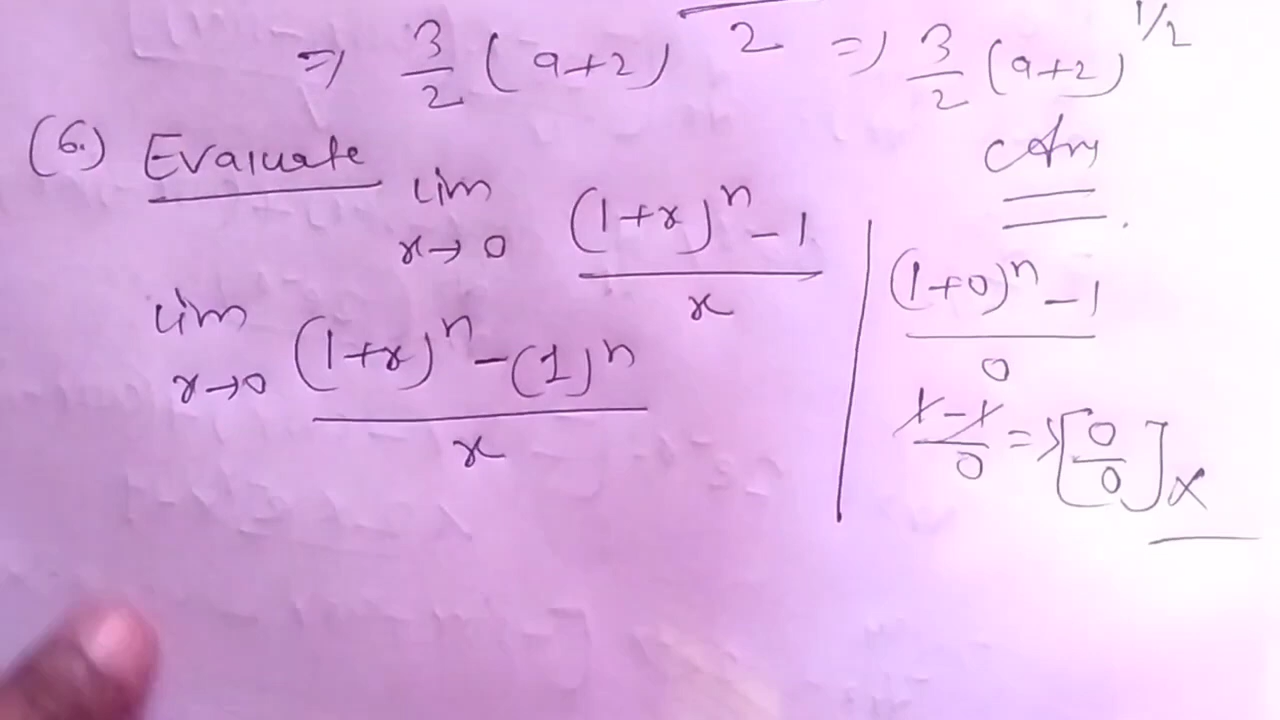 => 3/2 (a+2) 2 => 3/2 (a+2)^1/2
Ans
(6.) Evaluate lim x→0 ((1+x)^n - 1)/x
lim x→0 ((1+x)^n - (1)^n)/x
((1+0)^n - 1)/0
(1-1)/0 => [0/0] x